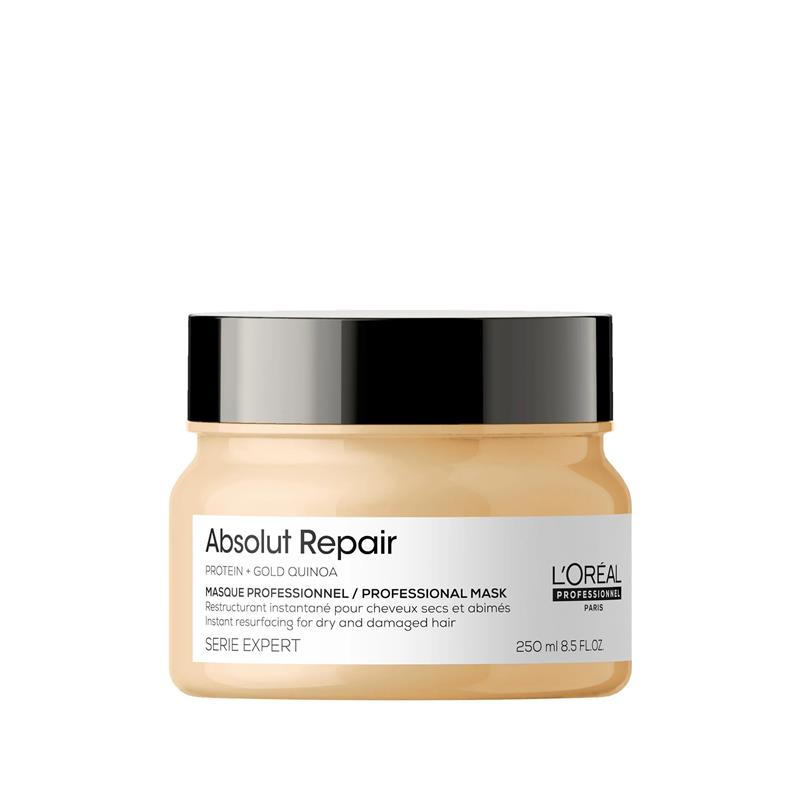 Absolut Repair
PROTEIN + GOLD QUINOA
MASQUE PROFESSIONNEL / PROFESSIONAL MASK
Restructurant instantané pour cheveux secs et abimés
Instant resurfacing for dry and damaged hair
SERIE EXPERT
L'ORÉAL
PROFESSIONNEL
PARIS
250 ml 8.5 FL.OZ.